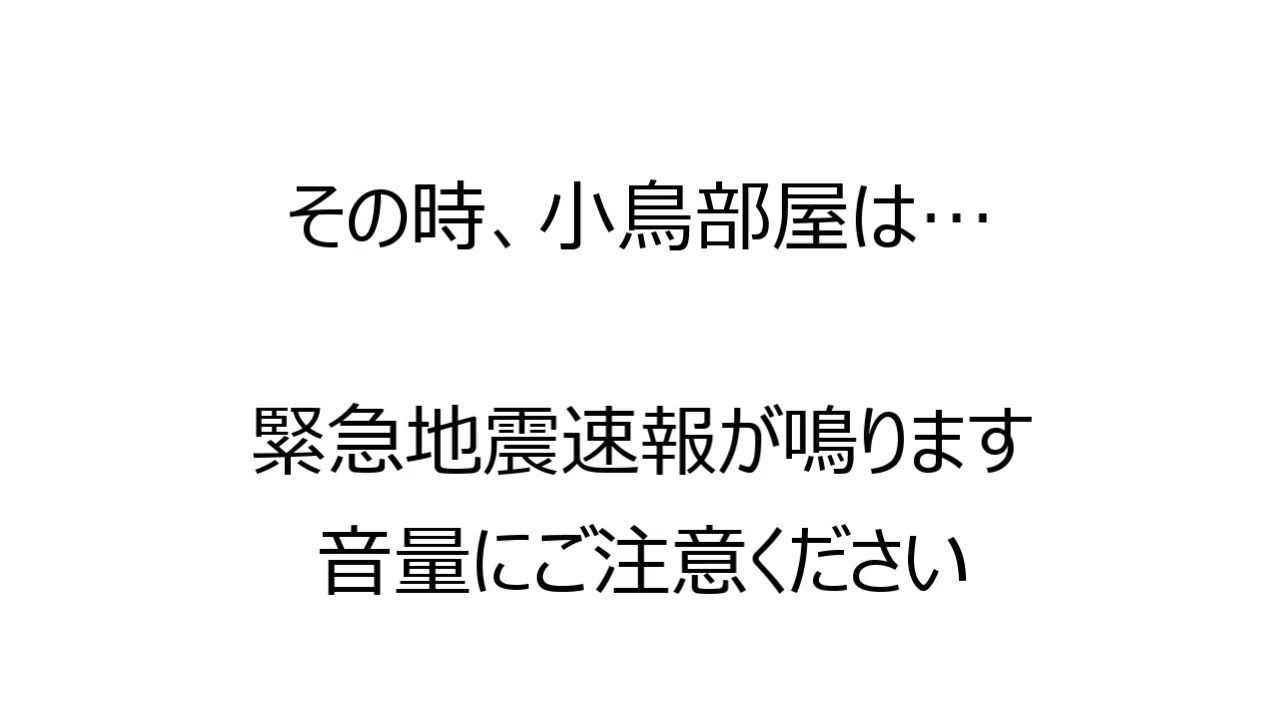 その時、小鳥部屋は…
緊急地震速報が鳴ります
音量にご注意ください